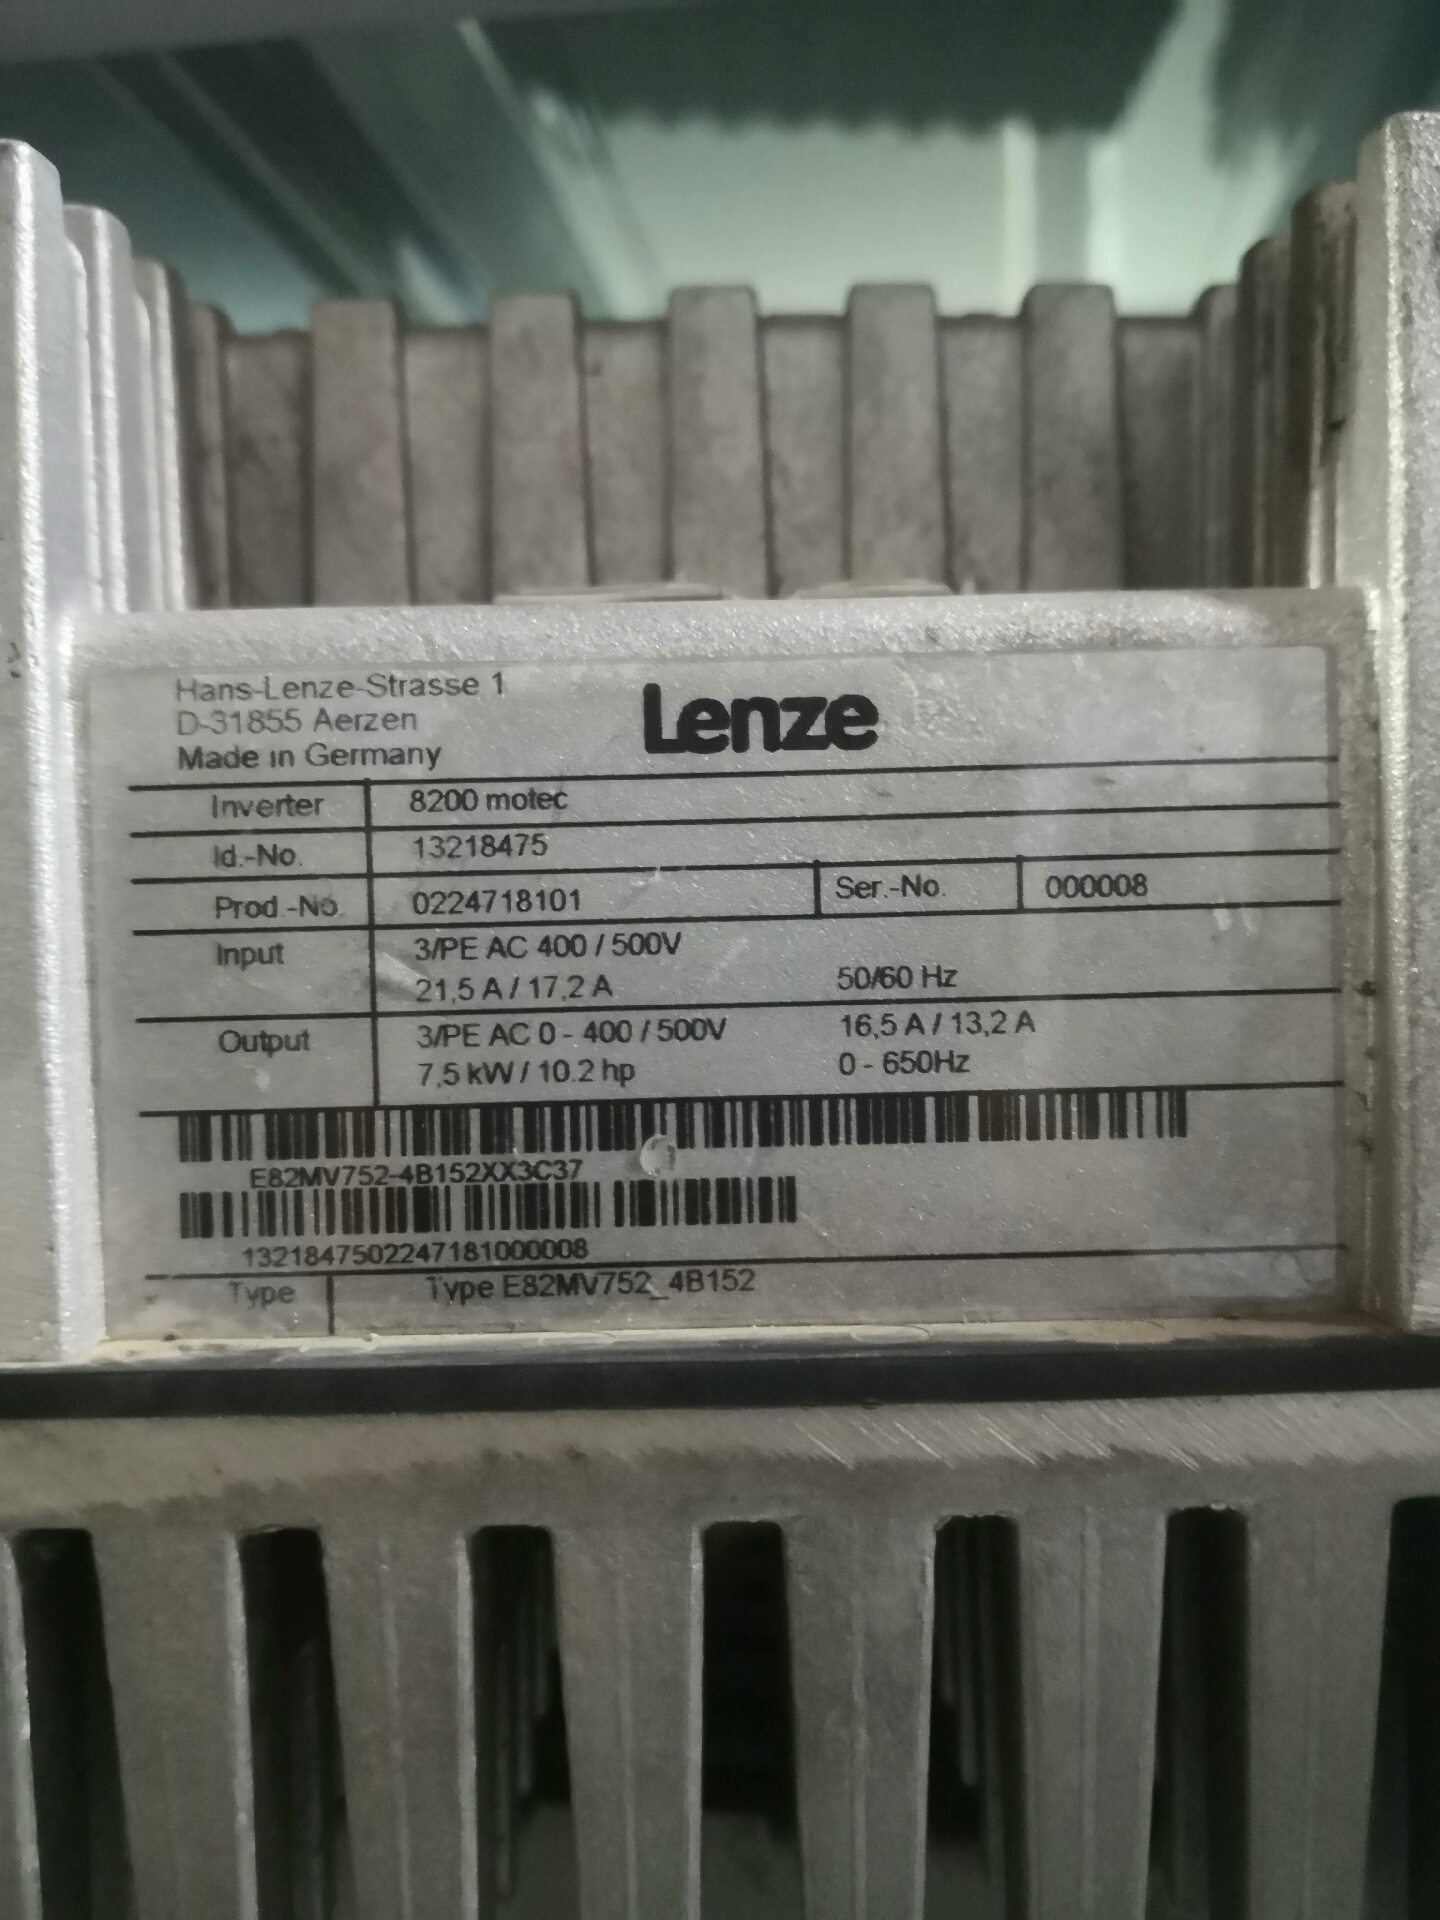 Hans-Lenze-Strasse 1
D-31855 Aerzen
Made in Germany
Lenze
Inverter 8200 motec
Id.-No. 13218475
Prod.-No. 0224718101 Ser.-No. 000008
Input 3/PE AC 400 / 500V
21,5 A / 17,2 A 50/60 Hz
Output 3/PE AC 0 - 400 / 500V 16,5 A / 13,2 A
7,5 kW / 10.2 hp 0 - 650Hz
E82MV752-4B152XX3C37
1321847502247181000008
Type Type E82MV752_4B152